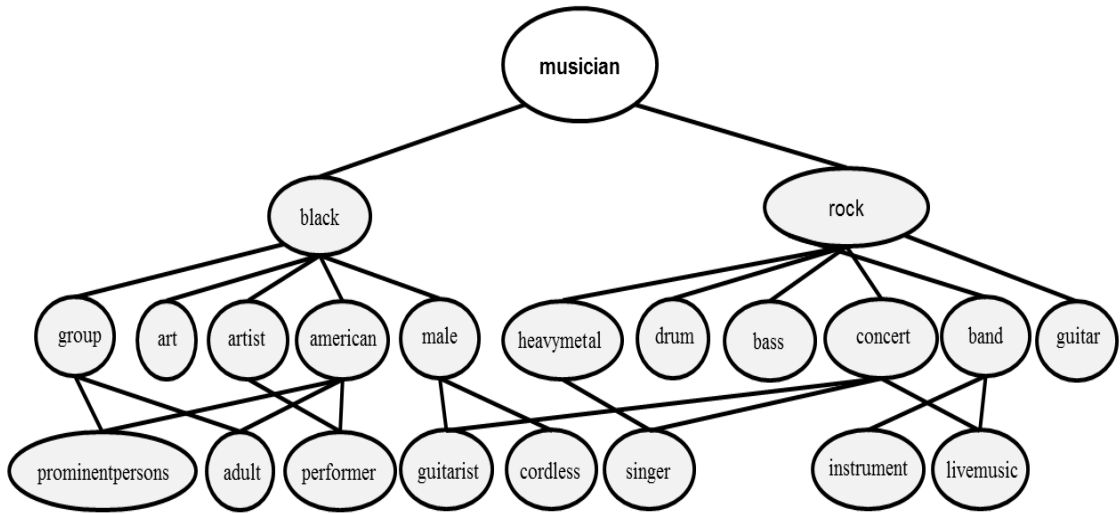 musician
black
rock
group
art
artist
american
male
heavymetal
drum
bass
concert
band
guitar
prominentpersons
adult
performer
guitarist
cordless
singer
instrument
livemusic